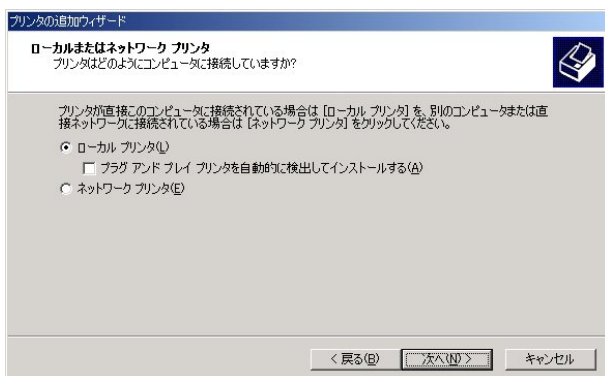 プリンタの追加ウィザード
ローカルまたはネットワーク プリンタ
プリンタはどのようにコンピュータに接続していますか?
プリンタが直接このコンピュータに接続されている場合は [ローカル プリンタ] を、別のコンピュータまたは直
接ネットワークに接続されている場合は [ネットワーク プリンタ] をクリックしてください。
ローカル プリンタ(L)
プラグ アンド プレイ プリンタを自動的に検出してインストールする(A)
ネットワーク プリンタ(E)
< 戻る(B) 次へ(N) > キャンセル